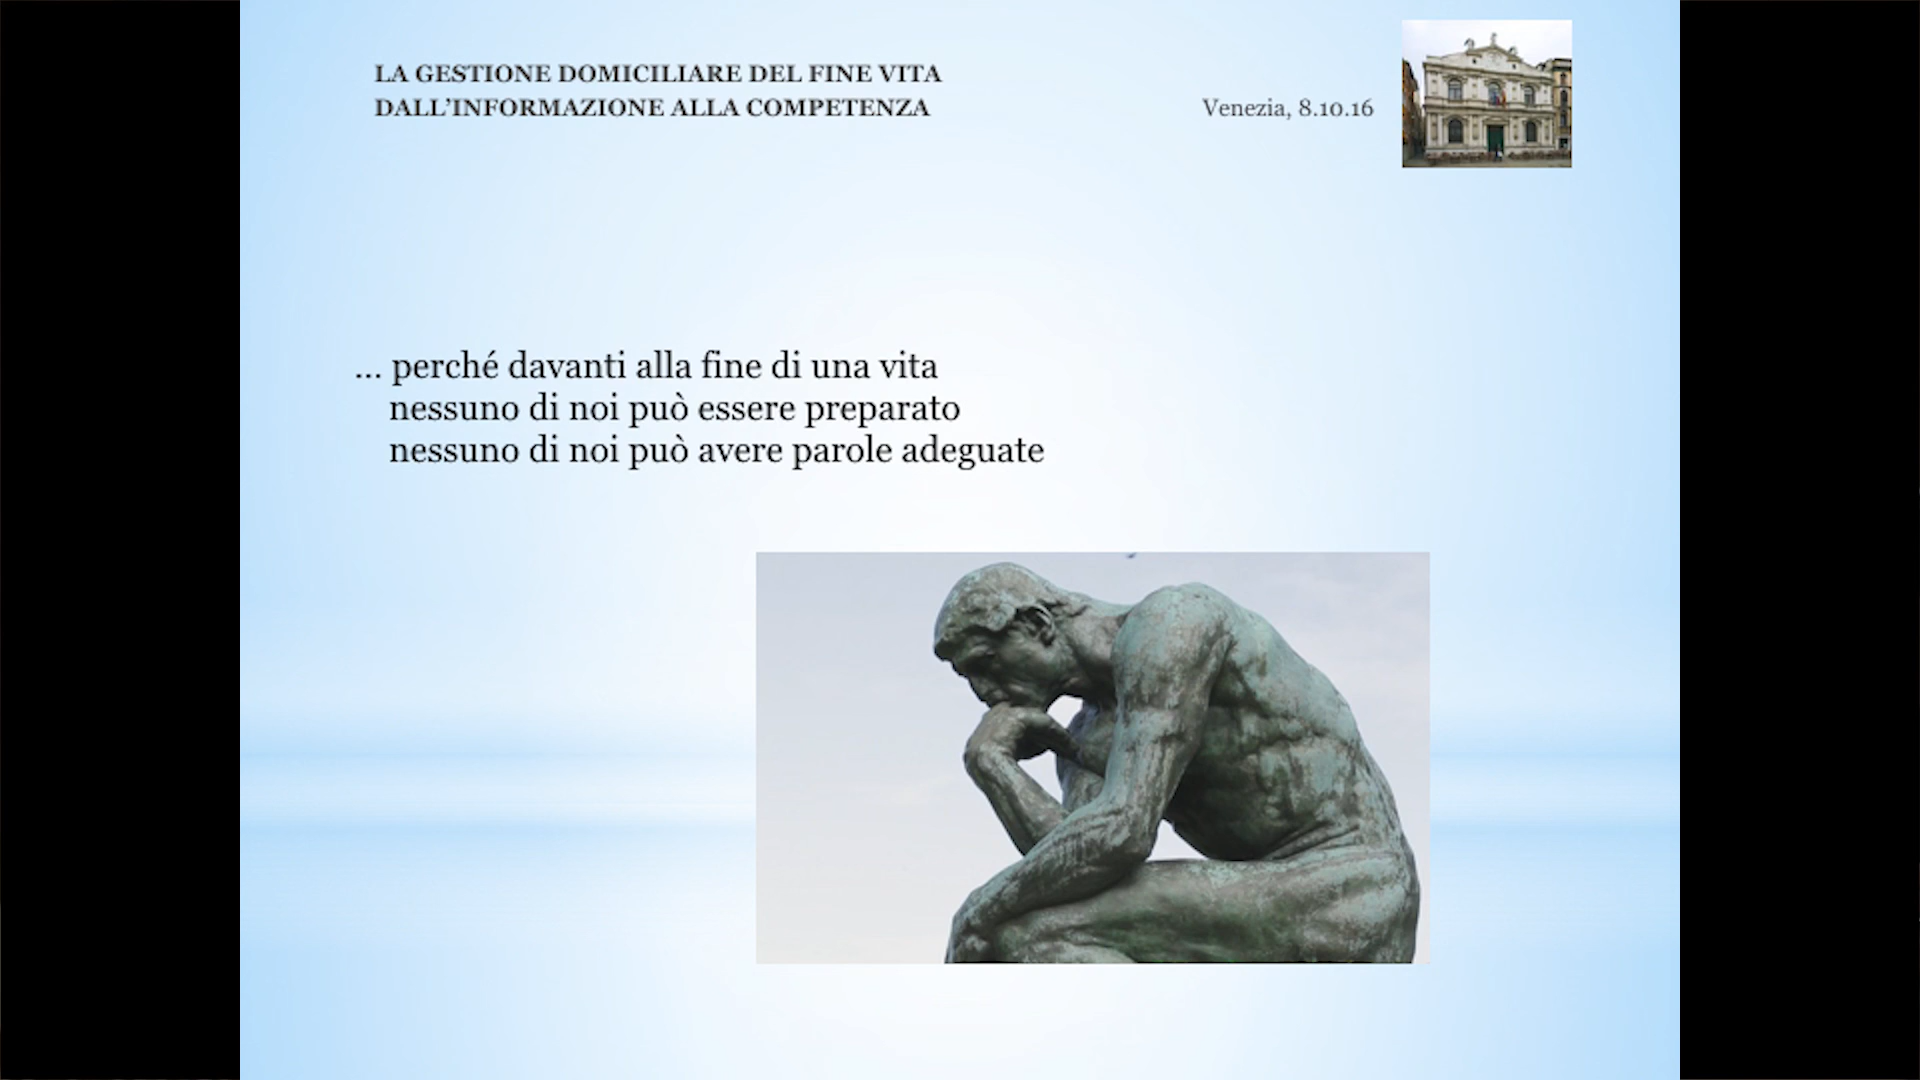 LA GESTIONE DOMICILIARE DEL FINE VITA
DALL’INFORMAZIONE ALLA COMPETENZA
Venezia, 8.10.16
... perché davanti alla fine di una vita
nessuno di noi può essere preparato
nessuno di noi può avere parole adeguate